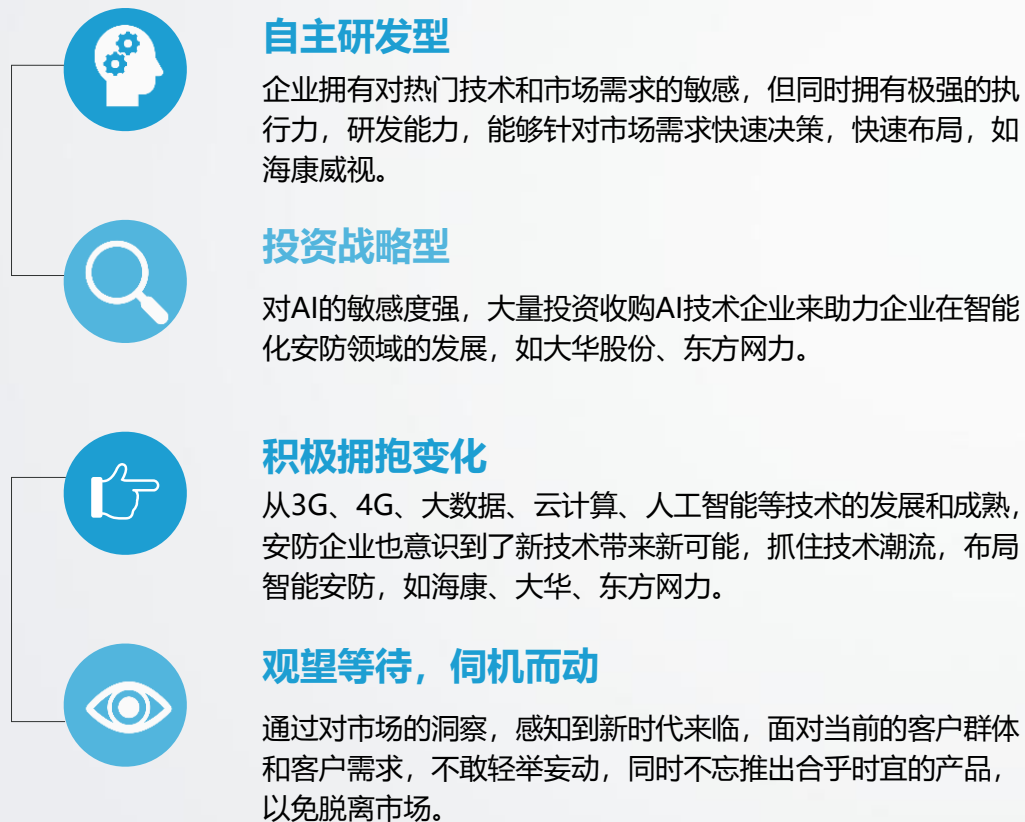 自主研发型
企业拥有对热门技术和市场需求的敏感，但同时拥有极强的执
行力，研发能力，能够针对市场需求快速决策，快速布局，如
海康威视。
投资战略型
对AI的敏感度强，大量投资收购AI技术企业来助力企业在智能
化安防领域的发展，如大华股份、东方网力。
积极拥抱变化
从3G、4G、大数据、云计算、人工智能等技术的发展和成熟，
安防企业也意识到了新技术带来新可能，抓住技术潮流，布局
智能安防，如海康、大华、东方网力。
观望等待，伺机而动
通过对市场的洞察，感知到新时代来临，面对当前的客户群体
和客户需求，不敢轻举妄动，同时不忘推出合乎时宜的产品，
以免脱离市场。